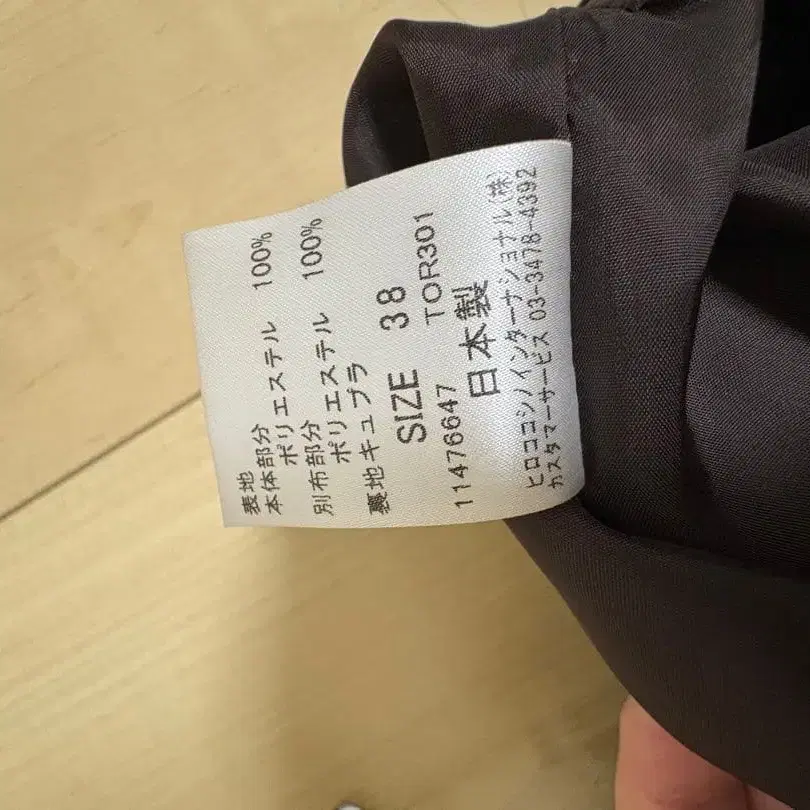 表地
本体部分
ポリエステル 100%
別布部分
ポリエステル 100%
裏地キュプラ
SIZE 38
11476647 TOR301
日本製
ヒロココシノインターナショナル(株)
カスタマーサービス 03-3478-4392